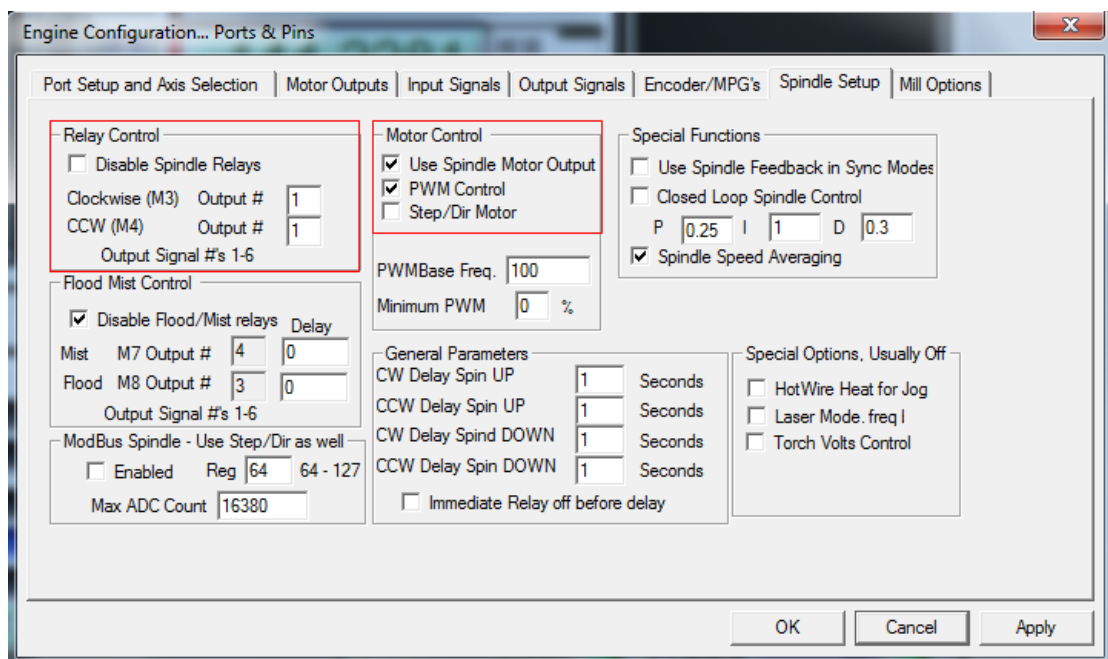 Engine Configuration... Ports & Pins
Port Setup and Axis Selection Motor Outputs Input Signals Output Signals Encoder/MPG's Spindle Setup Mill Options
Relay Control
Disable Spindle Relays
Clockwise (M3) Output # 1
CCW (M4) Output # 1
Output Signal #'s 1-6
Flood Mist Control
Disable Flood/Mist relays Delay
Mist M7 Output # 4 0
Flood M8 Output # 3 0
Output Signal #'s 1-6
ModBus Spindle - Use Step/Dir as well
Enabled Reg 64 64 - 127
Max ADC Count 16380
Motor Control
Use Spindle Motor Output
PWM Control
Step/Dir Motor
PWMBase Freq. 100
Minimum PWM 0 %
General Parameters
CW Delay Spin UP 1 Seconds
CCW Delay Spin UP 1 Seconds
CW Delay Spind DOWN 1 Seconds
CCW Delay Spin DOWN 1 Seconds
Immediate Relay off before delay
Special Functions
Use Spindle Feedback in Sync Modes
Closed Loop Spindle Control
P 0.25 I 1 D 0.3
Spindle Speed Averaging
Special Options, Usually Off
HotWire Heat for Jog
Laser Mode. freq l
Torch Volts Control
OK Cancel Apply